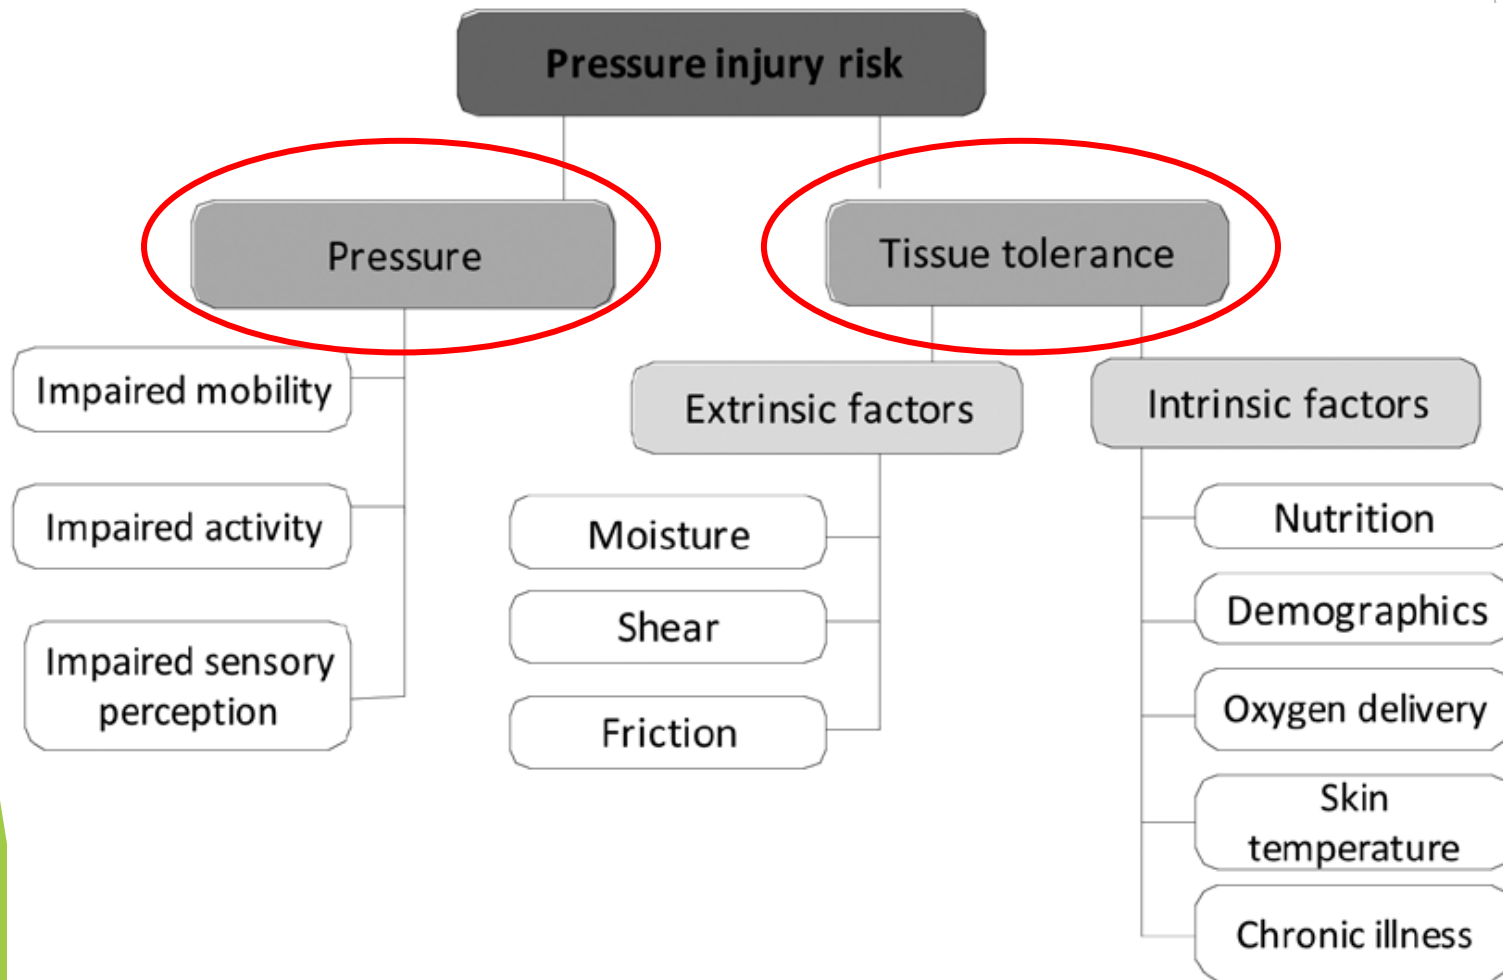 Pressure injury risk
Pressure
Tissue tolerance
Impaired mobility
Impaired activity
Impaired sensory
perception
Extrinsic factors
Moisture
Shear
Friction
Intrinsic factors
Nutrition
Demographics
Oxygen delivery
Skin
temperature
Chronic illness